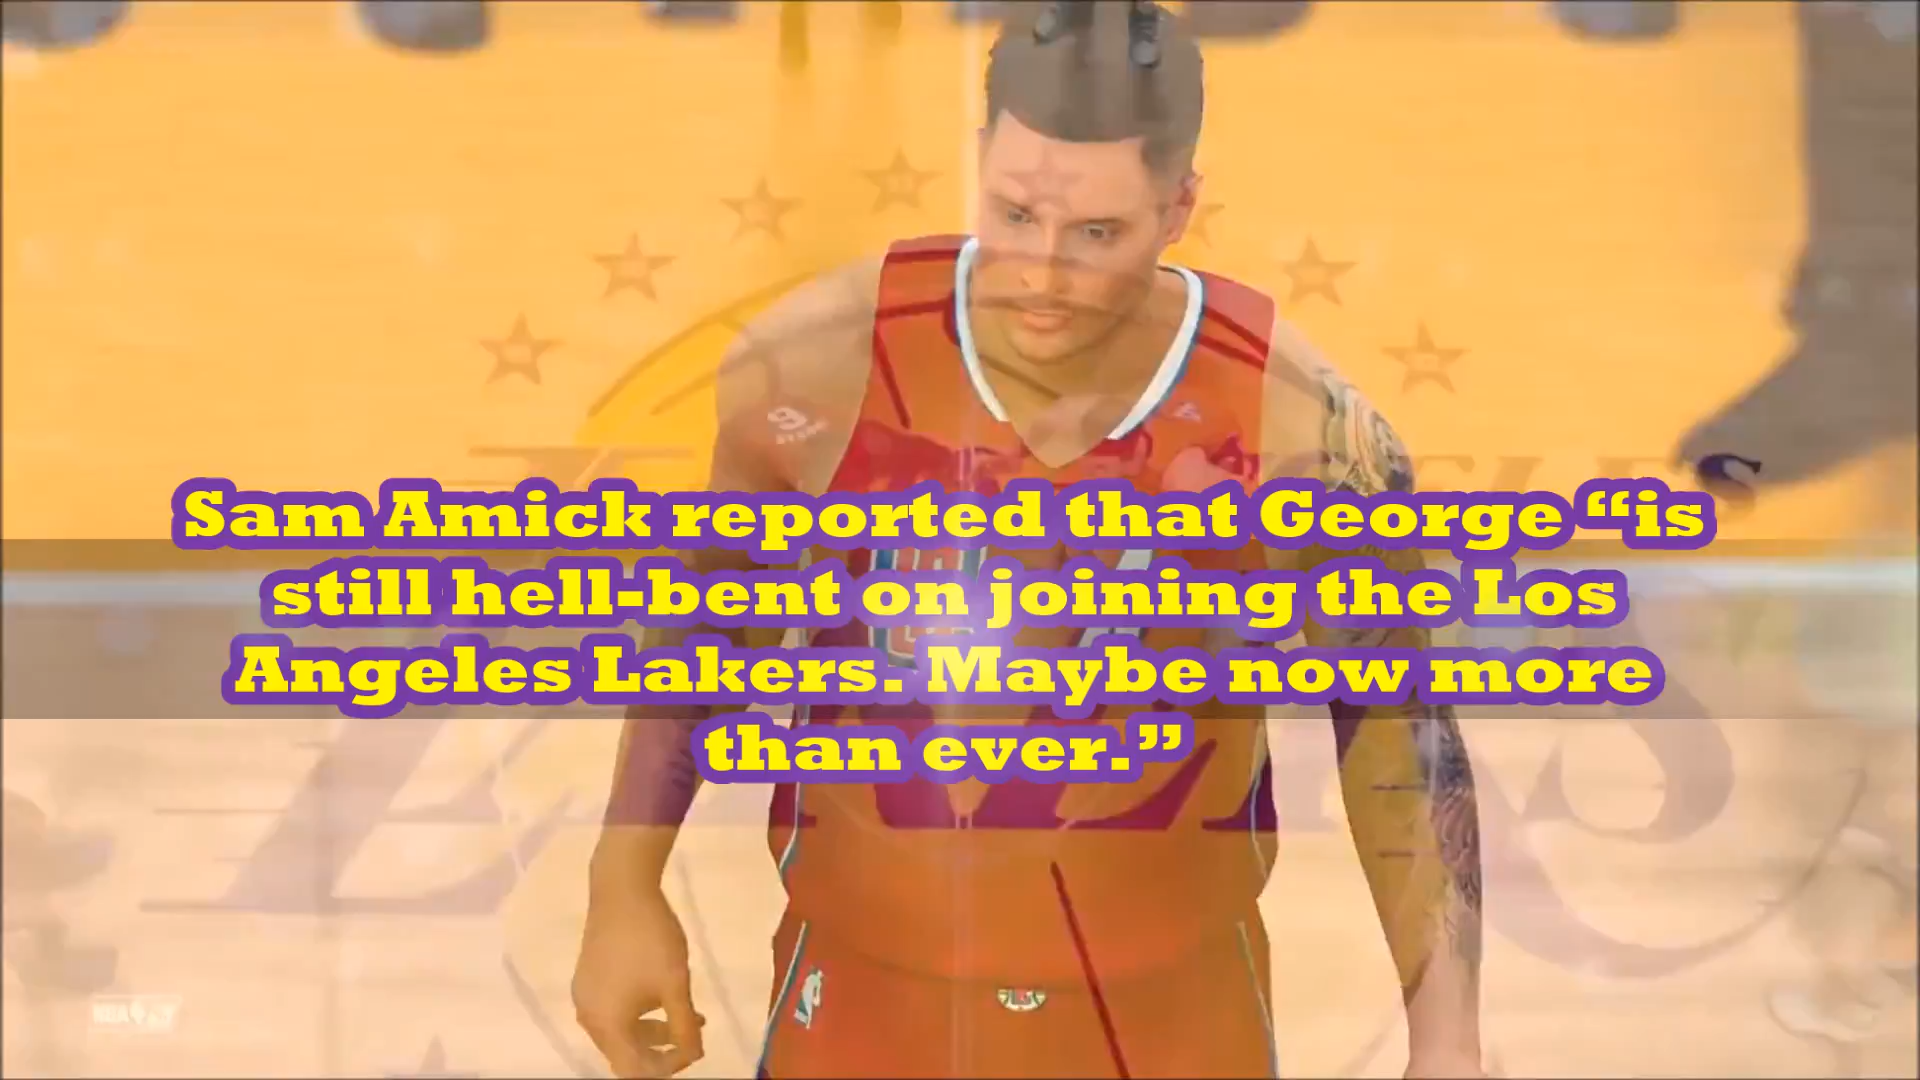 Sam Amick reported that George “is
still hell-bent on joining the Los
Angeles Lakers. Maybe now more
than ever.”